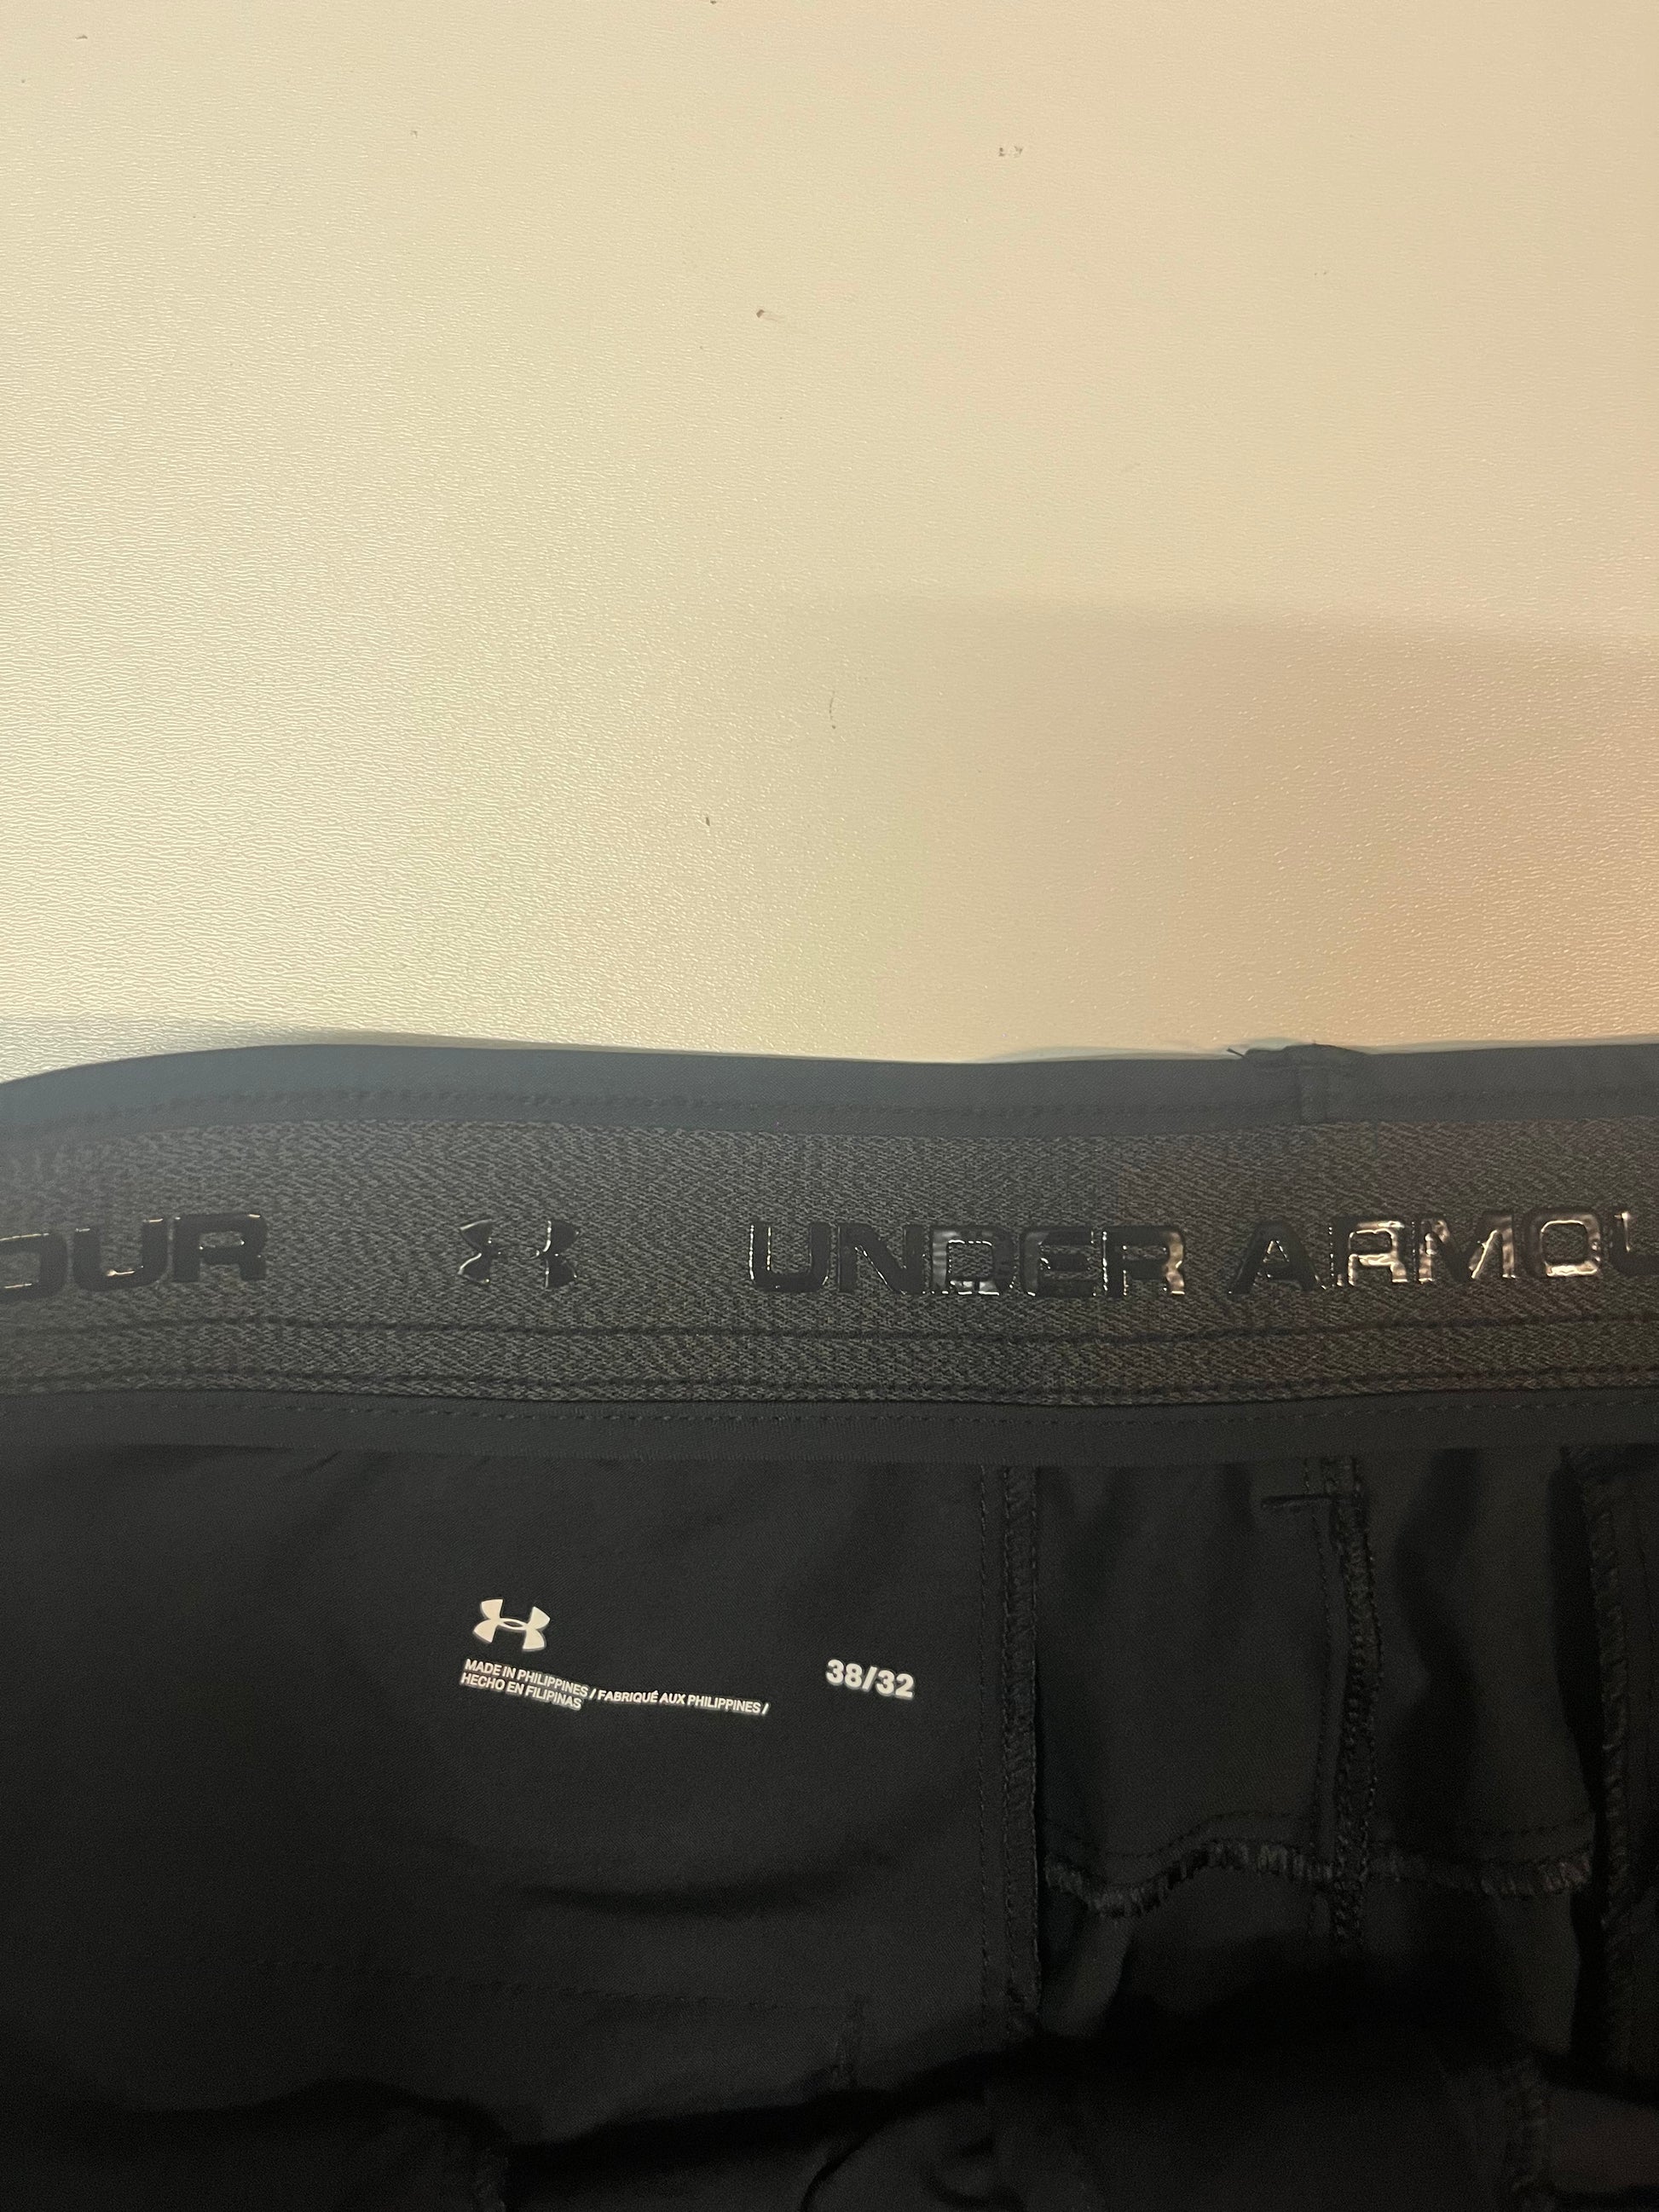 OUR UNDER ARMOU
MADE IN PHILIPPINES / FABRIQUÉ AUX PHILIPPINES /
HECHO EN FILIPINAS
38/32